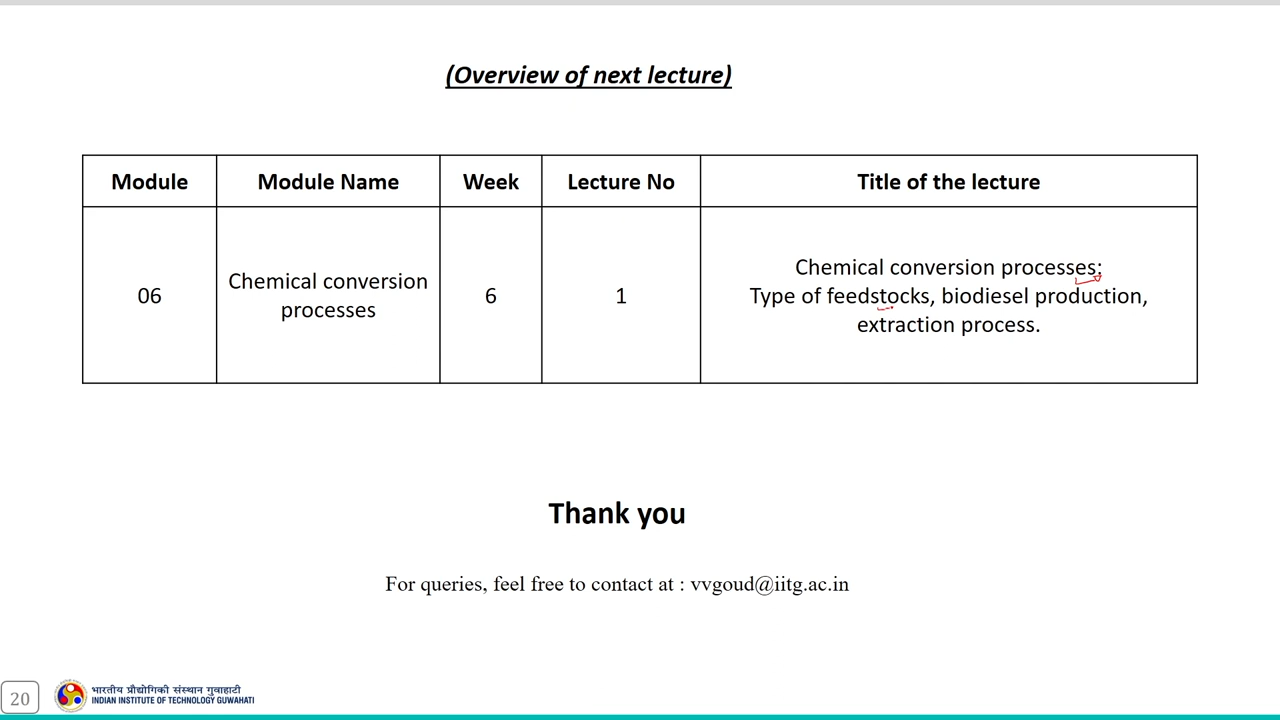 (Overview of next lecture)
Module
Module Name
Week
Lecture No
Title of the lecture
06
Chemical conversion
processes
6
1
Chemical conversion processes;
Type of feedstocks, biodiesel production,
extraction process.
Thank you
For queries, feel free to contact at : vvgoud@iitg.ac.in
20
भारतीय प्रौद्योगिकी संस्थान गुवाहाटी
INDIAN INSTITUTE OF TECHNOLOGY GUWAHATI